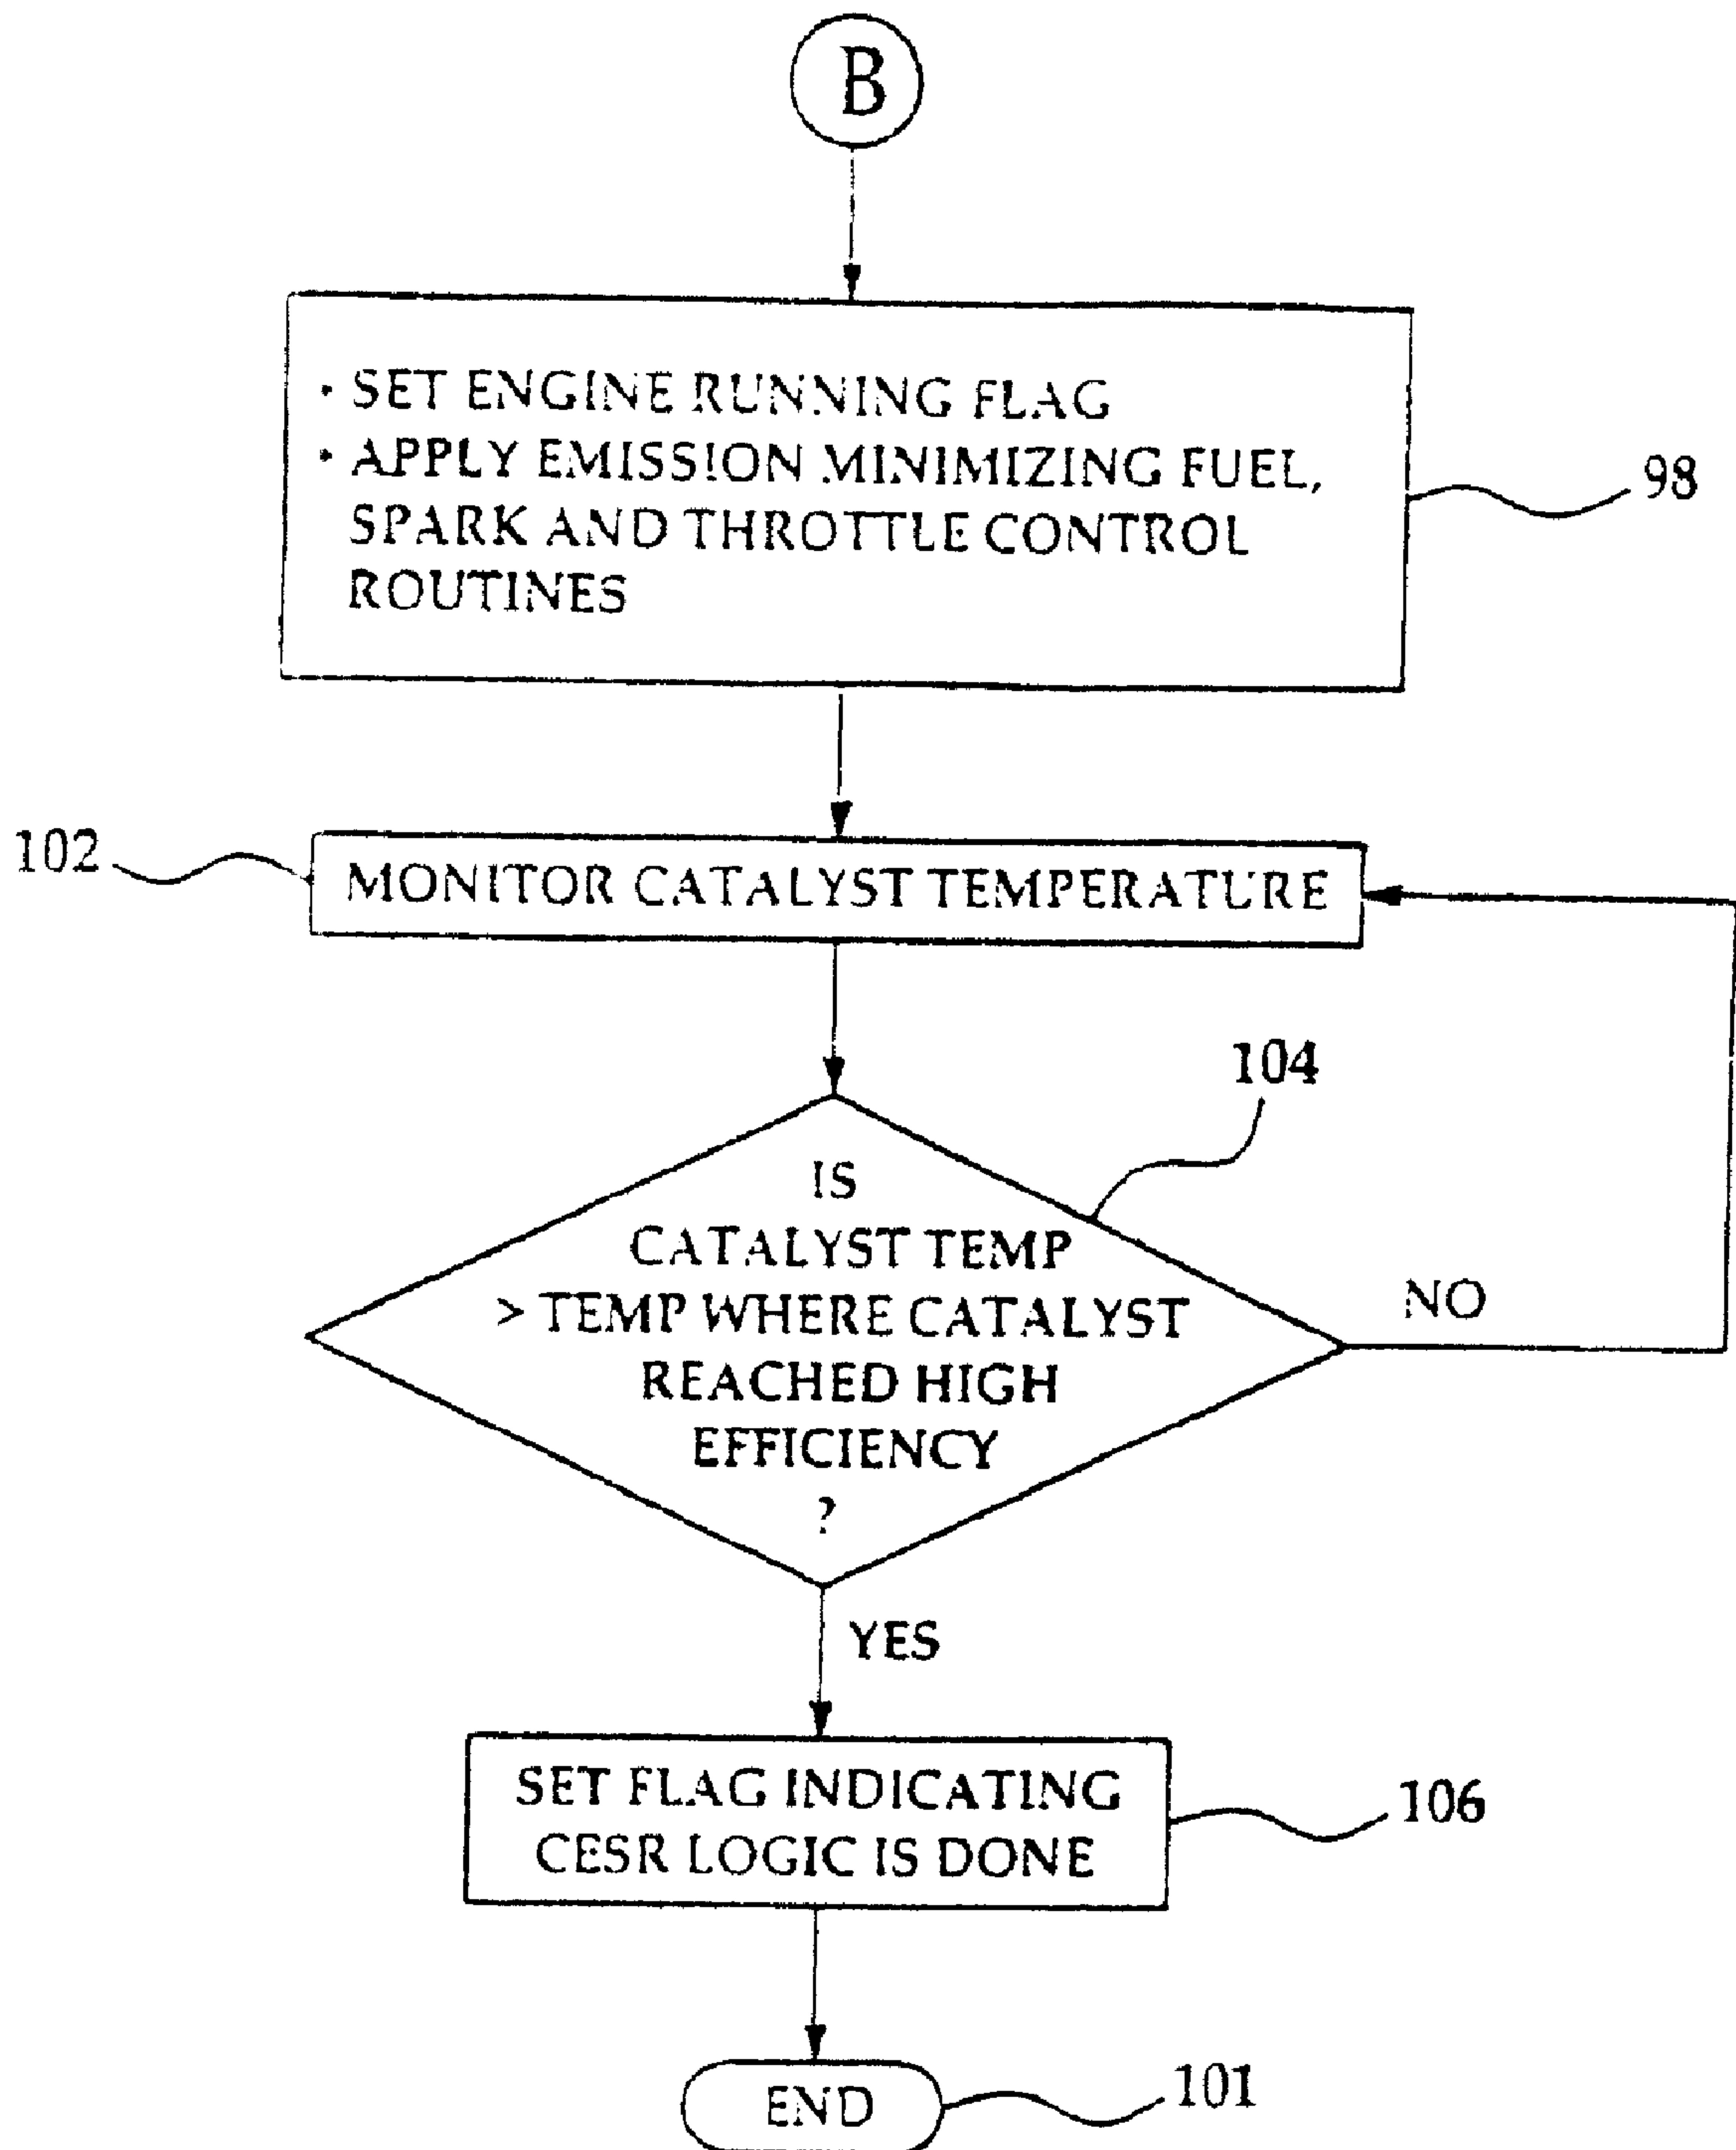 B
• SET ENGINE RUNNING FLAG
• APPLY EMISSION MINIMIZING FUEL,
SPARK AND THROTTLE CONTROL
ROUTINES
98
102
MONITOR CATALYST TEMPERATURE
104
IS
CATALYST TEMP
> TEMP WHERE CATALYST
REACHED HIGH
EFFICIENCY
?
NO
YES
SET FLAG INDICATING
CESR LOGIC IS DONE
106
END
101